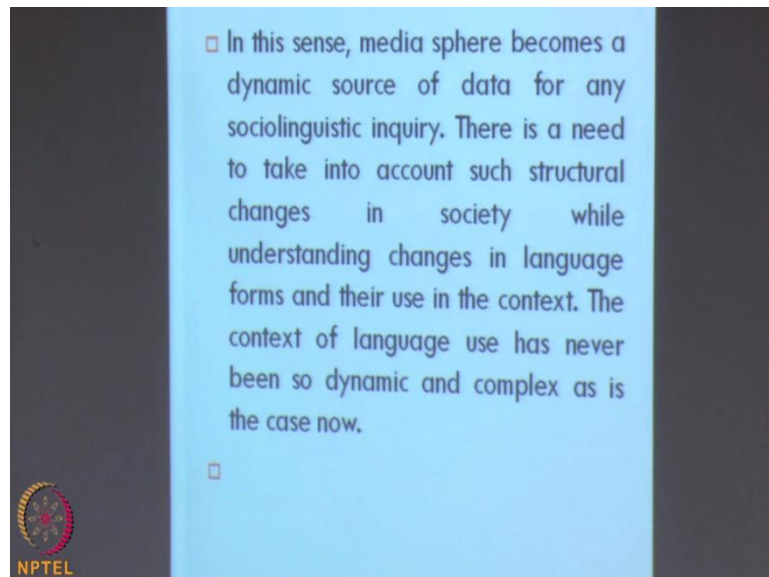 In this sense, media sphere becomes a
dynamic source of data for any
sociolinguistic inquiry. There is a need
to take into account such structural
changes in society while
understanding changes in language
forms and their use in the context. The
context of language use has never
been so dynamic and complex as is
the case now.
NPTEL